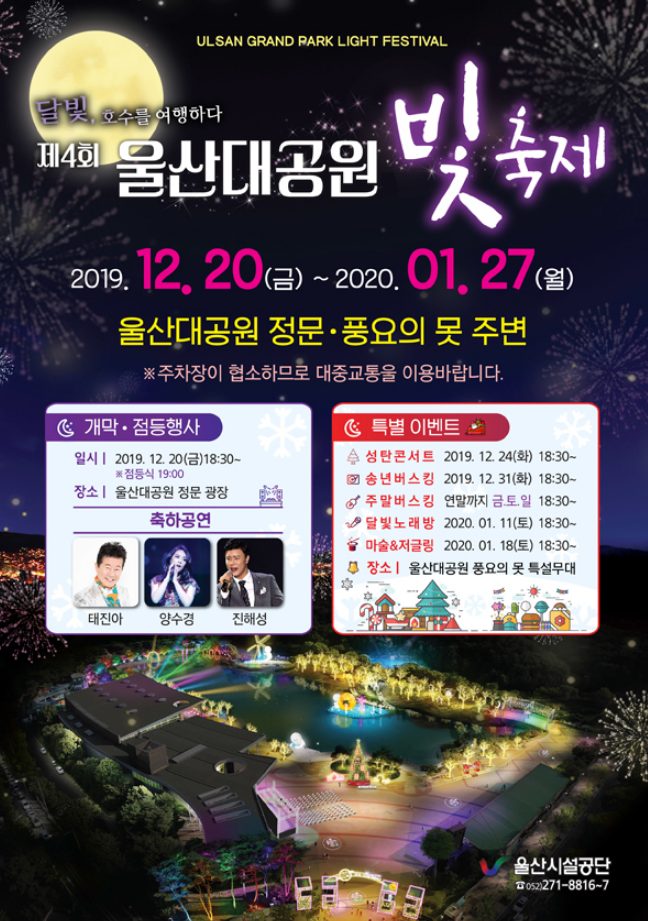 ULSAN GRAND PARK LIGHT FESTIVAL
달빛, 호수를 여행하다
제4회 울산대공원 빛축제
2019. 12. 20(금) ~ 2020. 01. 27(월)
울산대공원 정문·풍요의 못 주변
※주차장이 협소하므로 대중교통을 이용바랍니다.
개막·점등행사
일시 | 2019. 12. 20(금)18:30~
※점등식 19:00
장소 | 울산대공원 정문 광장
축하공연
태진아 양수경 진해성
특별 이벤트
성탄콘서트 2019. 12. 24(화) 18:30~
송년버스킹 2019. 12. 31(화) 18:30~
주말버스킹 연말까지 금.토.일 18:30~
달빛노래방 2020. 01. 11(토) 18:30~
마술&저글링 2020. 01. 18(토) 18:30~
장소 | 울산대공원 풍요의 못 특설무대
울산시설공단
☎052)271-8816~7